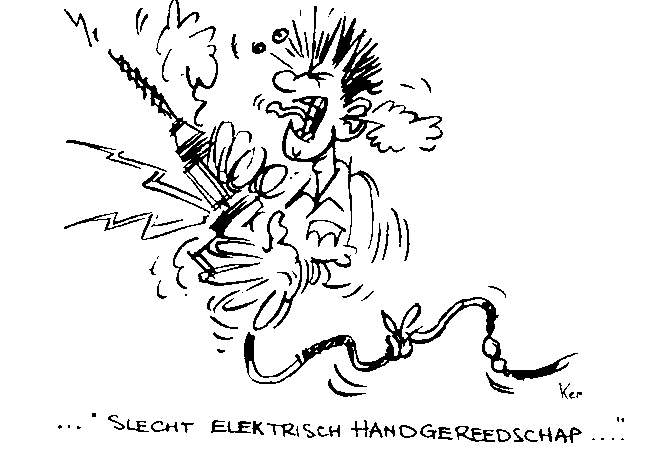 Ker
..." SLECHT ELEKTRISCH HANDGEREEDSCHAP ...."